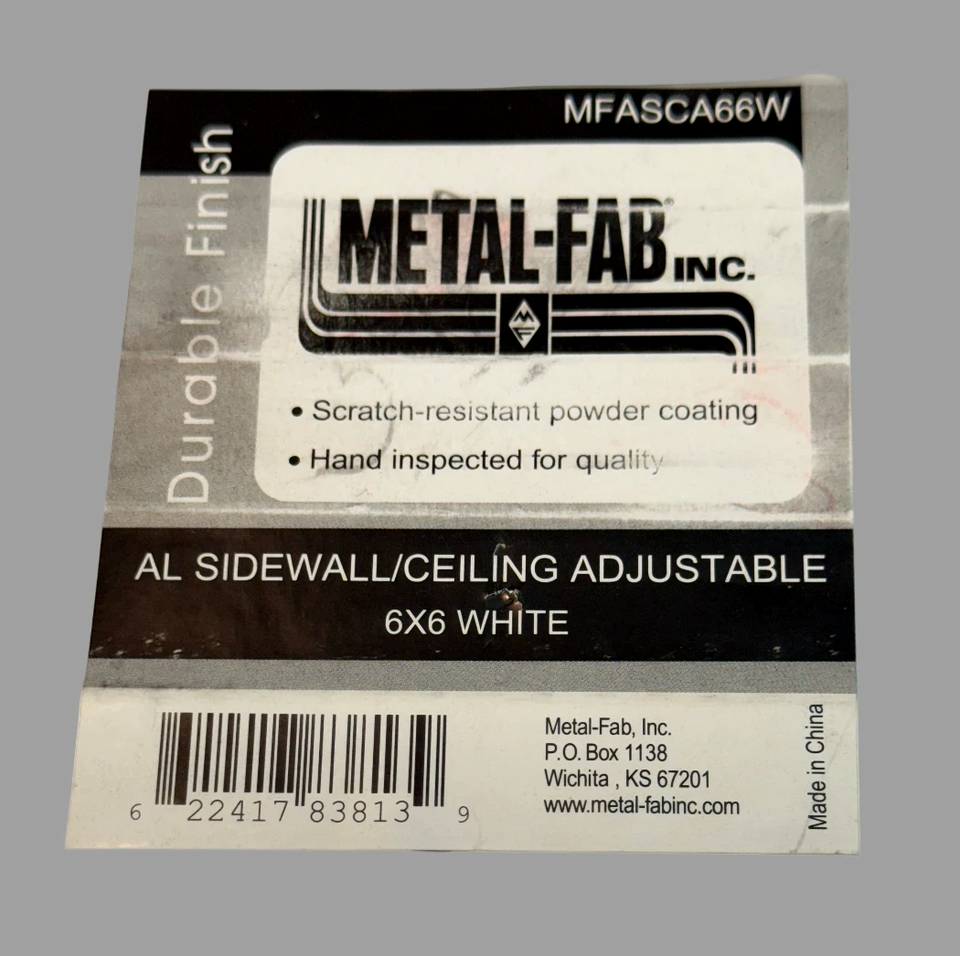 MFASCA66W
Durable Finish
METAL-FAB® INC.
MF
• Scratch-resistant powder coating
• Hand inspected for quality
AL SIDEWALL/CEILING ADJUSTABLE
6X6 WHITE
6 22417 83813 9
Metal-Fab, Inc.
P.O. Box 1138
Wichita , KS 67201
www.metal-fabinc.com
Made in China